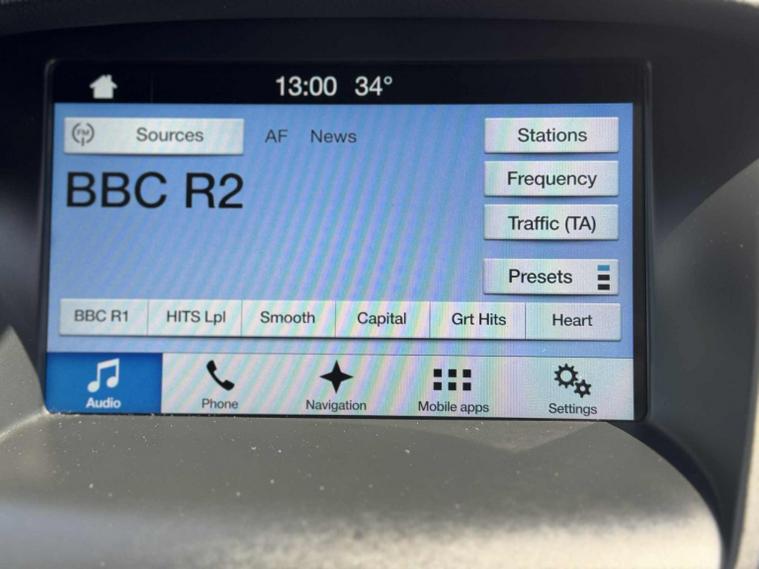 13:00 34°
FM Sources AF News Stations
BBC R2
Frequency
Traffic (TA)
Presets
BBC R1 HITS Lpl Smooth Capital Grt Hits Heart
Audio Phone Navigation Mobile apps Settings